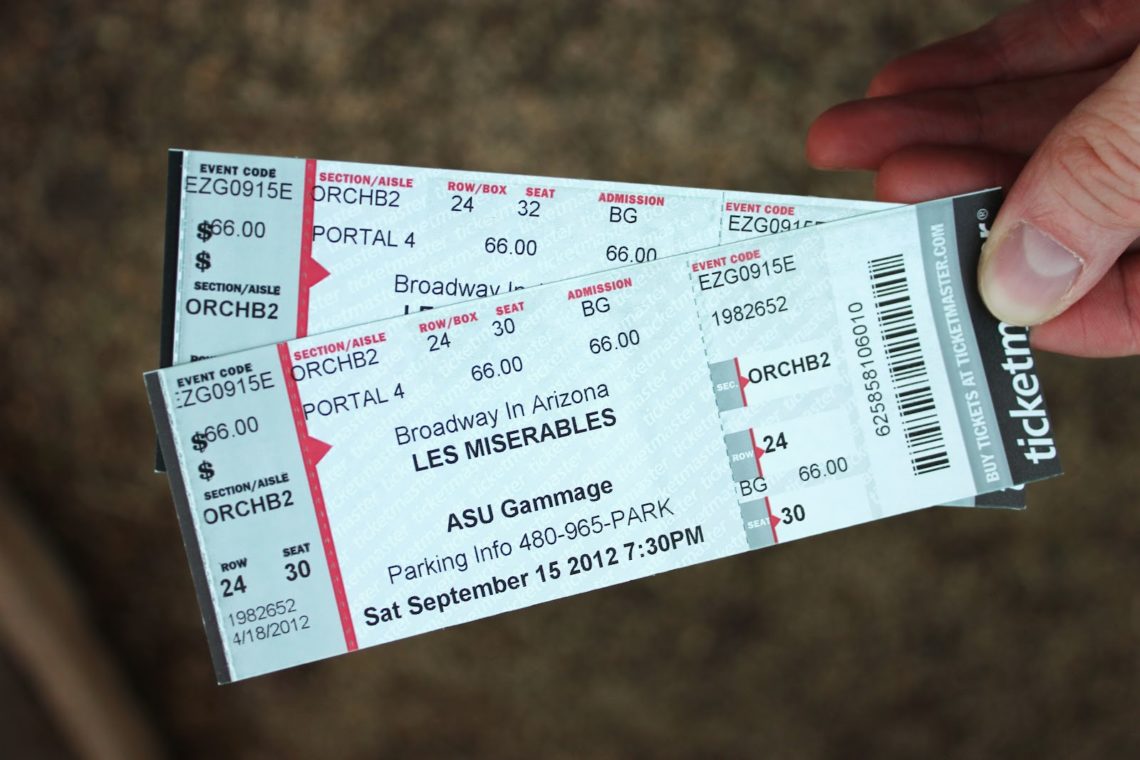 EVENT CODE
EZG0915E
$66.00
$
SECTION/AISLE
ORCHB2
SECTION/AISLE ROW/BOX SEAT ADMISSION
ORCHB2 24 32 BG
PORTAL 4 66.00 66.00
Broadway In
EVENT CODE
EZG0915E
EVENT CODE
EZG0915E
$66.00
$
SECTION/AISLE
ORCHB2
ROW SEAT
24 30
1982652
4/18/2012
SECTION/AISLE ROW/BOX SEAT ADMISSION
ORCHB2 24 30 BG
PORTAL 4 66.00 66.00
Broadway In Arizona
LES MISERABLES
ASU Gammage
Parking Info 480-965-PARK
Sat September 15 2012 7:30PM
EVENT CODE
EZG0915E
1982652
SEC. ORCHB2
ROW 24
BG 66.00
SEAT 30
625858106010
BUY TICKETS AT TICKETMASTER.COM
ticketm
r®